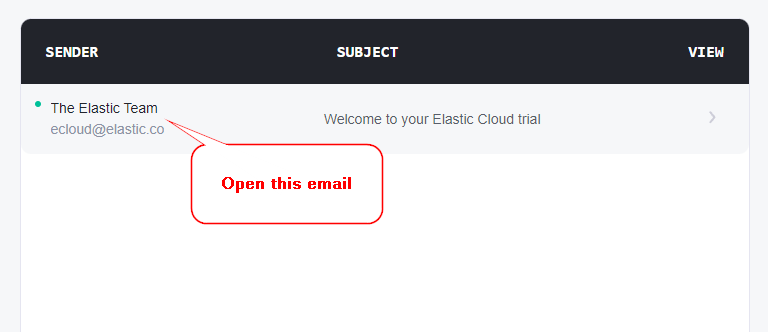 SENDER SUBJECT VIEW
The Elastic Team
ecloud@elastic.co
Welcome to your Elastic Cloud trial
Open this email